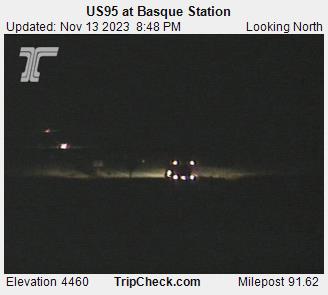 US95 at Basque Station
Updated: Nov 13 2023 8:48 PM Looking North
Elevation 4460 TripCheck.com Milepost 91.62